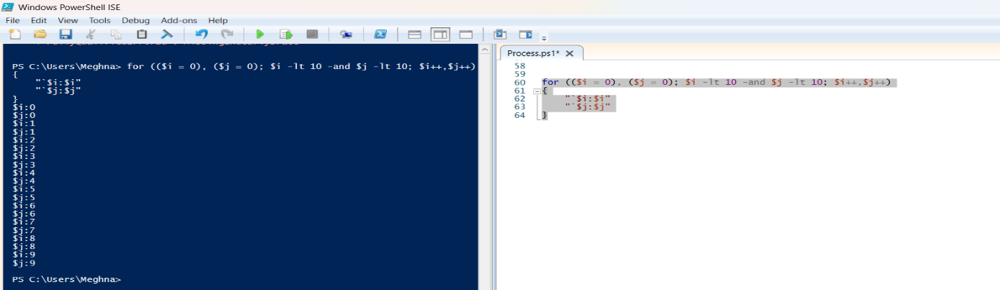 Windows PowerShell ISE
File Edit View Tools Debug Add-ons Help
PS C:\Users\Meghna> for (($i = 0), ($j = 0); $i -lt 10 -and $j -lt 10; $i++,$j++)
{
    "`$i:$i"
    "`$j:$j"
}
$i:0
$j:0
$i:1
$j:1
$i:2
$j:2
$i:3
$j:3
$i:4
$j:4
$i:5
$j:5
$i:6
$j:6
$i:7
$j:7
$i:8
$j:8
$i:9
$j:9
PS C:\Users\Meghna>
Process.ps1*
58
59
60 for (($i = 0), ($j = 0); $i -lt 10 -and $j -lt 10; $i++,$j++)
61 {
62     "`$i:$i"
63     "`$j:$j"
64 }